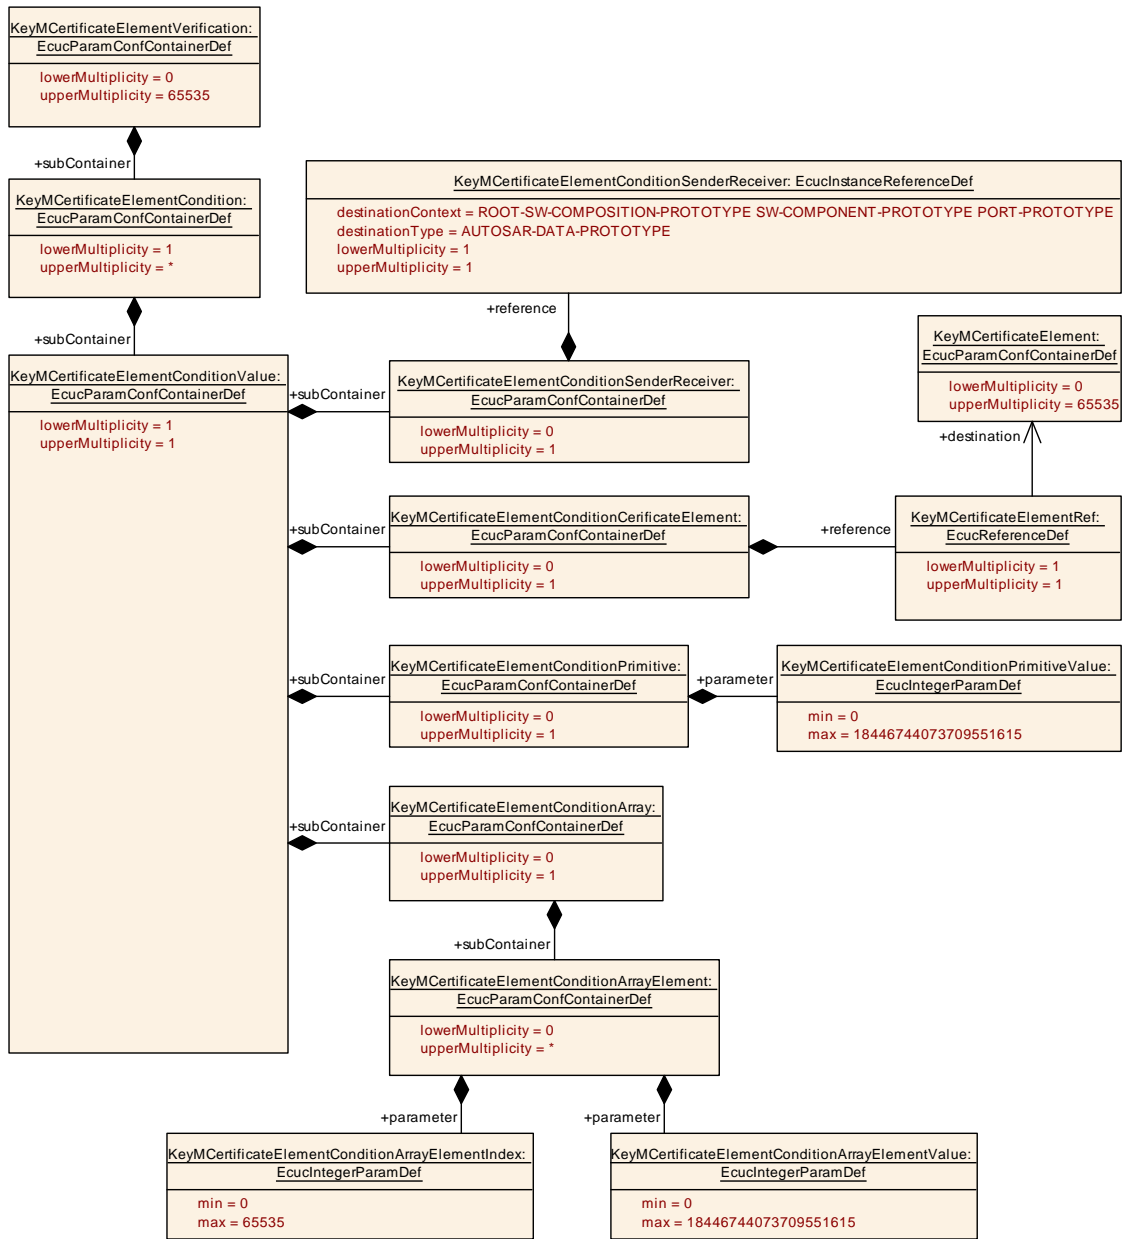 KeyMCertificateElementVerification:
EcucParamConfContainerDef
lowerMultiplicity = 0
upperMultiplicity = 65535
+subContainer
KeyMCertificateElementCondition:
EcucParamConfContainerDef
lowerMultiplicity = 1
upperMultiplicity = *
+subContainer
KeyMCertificateElementConditionSenderReceiver: EcucInstanceReferenceDef
destinationContext = ROOT-SW-COMPOSITION-PROTOTYPE SW-COMPONENT-PROTOTYPE PORT-PROTOTYPE
destinationType = AUTOSAR-DATA-PROTOTYPE
lowerMultiplicity = 1
upperMultiplicity = 1
+reference
KeyMCertificateElement:
EcucParamConfContainerDef
lowerMultiplicity = 0
upperMultiplicity = 65535
+destination
KeyMCertificateElementConditionValue:
EcucParamConfContainerDef
lowerMultiplicity = 1
upperMultiplicity = 1
+subContainer
KeyMCertificateElementConditionSenderReceiver:
EcucParamConfContainerDef
lowerMultiplicity = 0
upperMultiplicity = 1
+subContainer
KeyMCertificateElementConditionCerificateElement:
EcucParamConfContainerDef
lowerMultiplicity = 0
upperMultiplicity = 1
+reference
KeyMCertificateElementRef:
EcucReferenceDef
lowerMultiplicity = 1
upperMultiplicity = 1
+subContainer
KeyMCertificateElementConditionPrimitive:
EcucParamConfContainerDef
lowerMultiplicity = 0
upperMultiplicity = 1
+parameter
KeyMCertificateElementConditionPrimitiveValue:
EcucIntegerParamDef
min = 0
max = 18446744073709551615
+subContainer
KeyMCertificateElementConditionArray:
EcucParamConfContainerDef
lowerMultiplicity = 0
upperMultiplicity = 1
+subContainer
KeyMCertificateElementConditionArrayElement:
EcucParamConfContainerDef
lowerMultiplicity = 0
upperMultiplicity = *
+parameter
+parameter
KeyMCertificateElementConditionArrayElementIndex:
EcucIntegerParamDef
min = 0
max = 65535
KeyMCertificateElementConditionArrayElementValue:
EcucIntegerParamDef
min = 0
max = 18446744073709551615